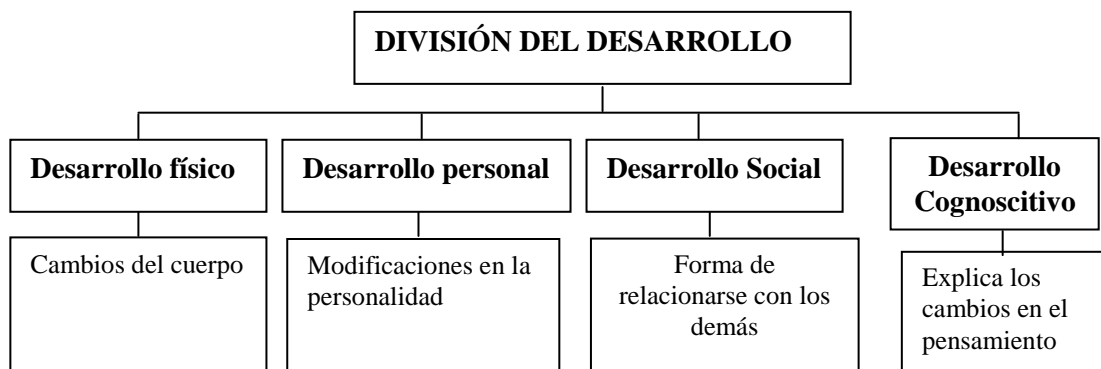 DIVISIÓN DEL DESARROLLO
Desarrollo físico
Desarrollo personal
Desarrollo Social
Desarrollo
Cognoscitivo
Cambios del cuerpo
Modificaciones en la
personalidad
Forma de
relacionarse con los
demás
Explica los
cambios en el
pensamiento